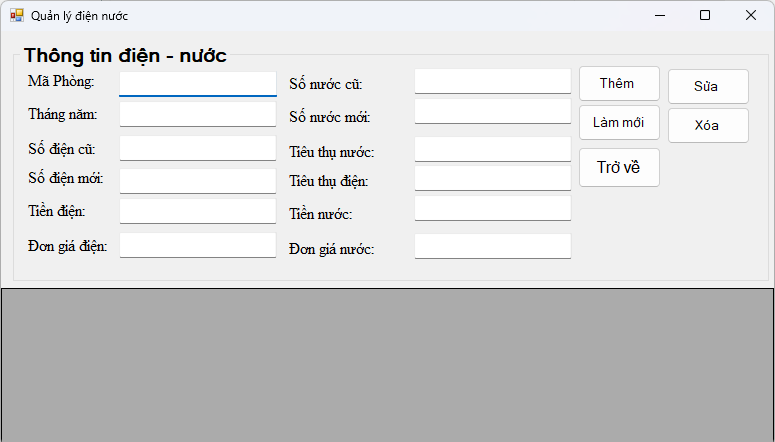 Quản lý điện nước
Thông tin điện - nước
Mã Phòng:
Tháng năm:
Số điện cũ:
Số điện mới:
Tiền điện:
Đơn giá điện:
Số nước cũ:
Số nước mới:
Tiêu thụ nước:
Tiêu thụ điện:
Tiền nước:
Đơn giá nước:
Thêm
Sửa
Làm mới
Xóa
Trở về